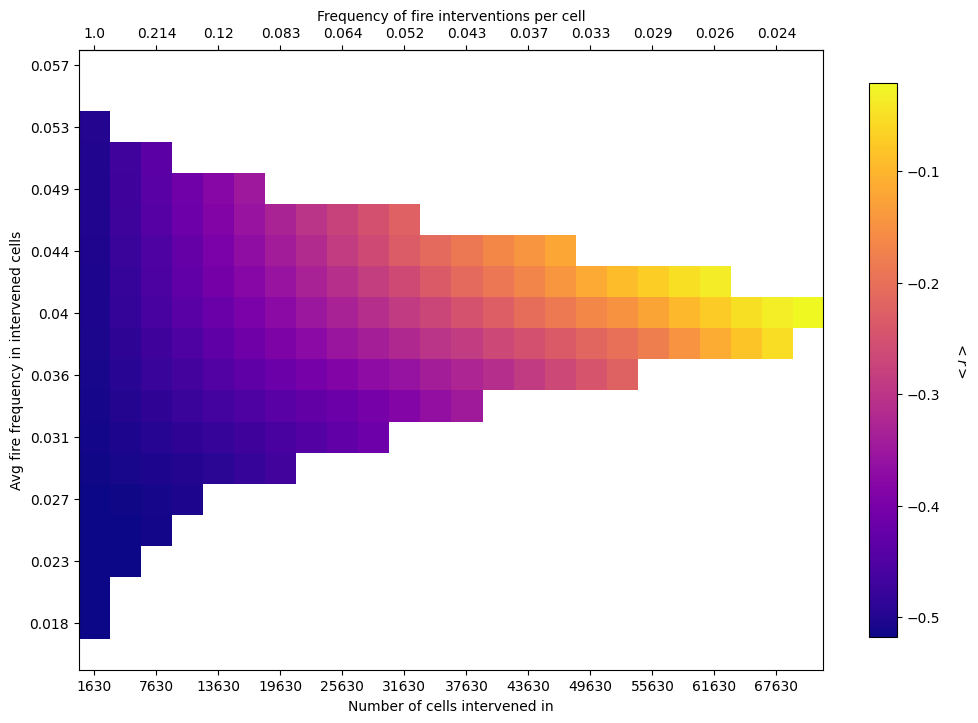 Frequency of fire interventions per cell
1.0 0.214 0.12 0.083 0.064 0.052 0.043 0.037 0.033 0.029 0.026 0.024
Avg fire frequency in intervened cells
0.057
0.053
0.049
0.044
0.04
0.036
0.031
0.027
0.023
0.018
1630 7630 13630 19630 25630 31630 37630 43630 49630 55630 61630 67630
Number of cells intervened in
−0.1
−0.2
−0.3
−0.4
−0.5
< r >